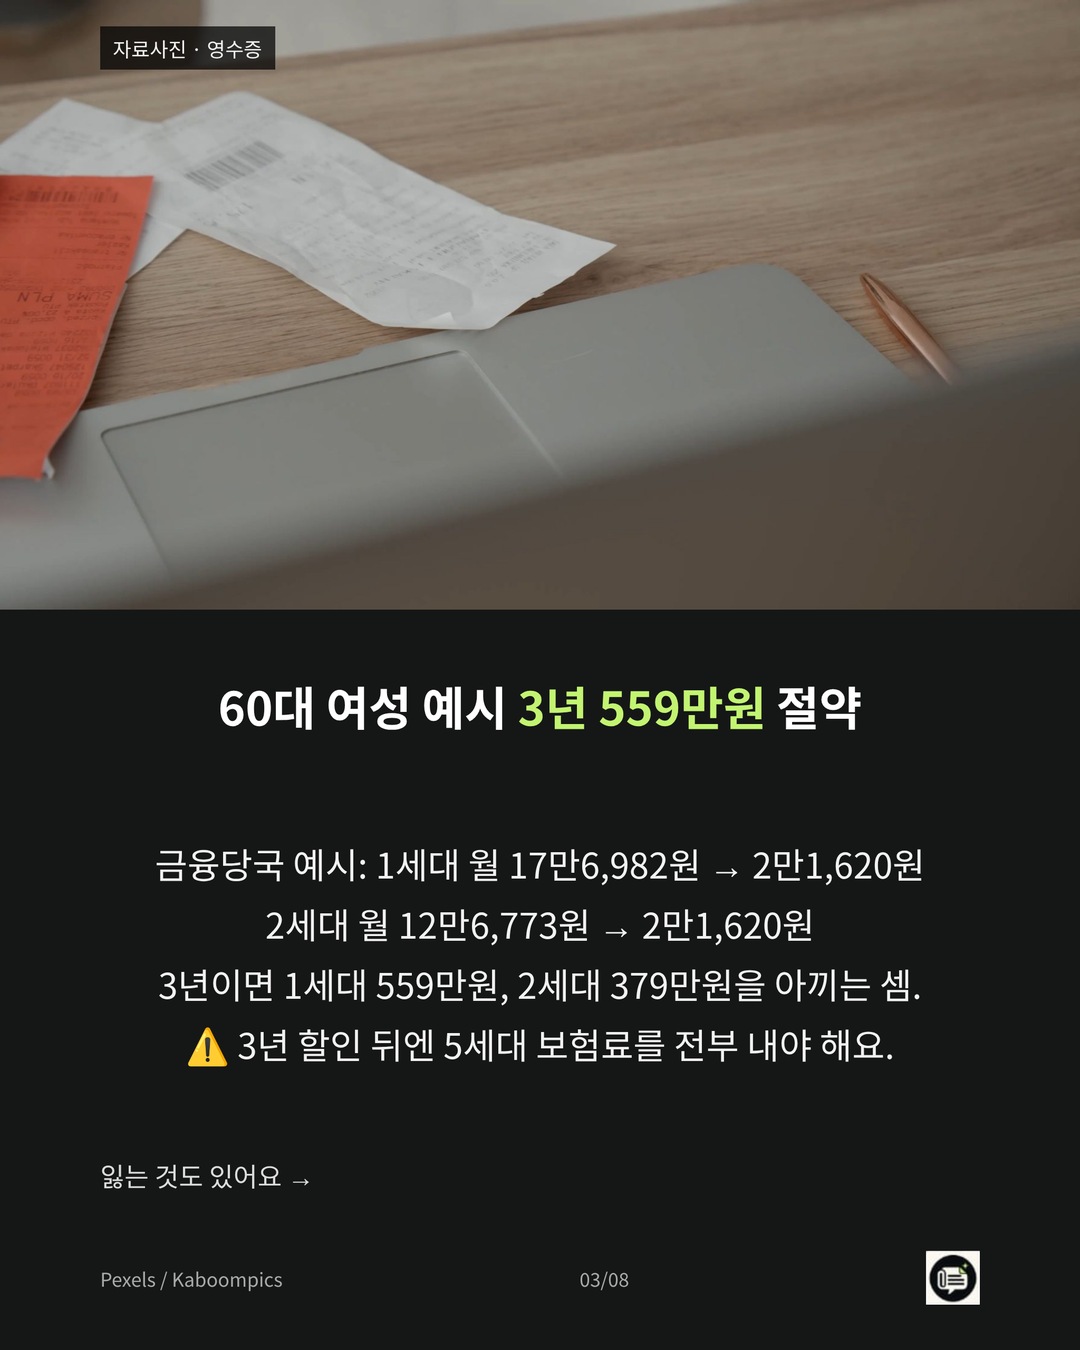 자료사진 · 영수증
SUMA PLN
60대 여성 예시 3년 559만원 절약
금융당국 예시: 1세대 월 17만6,982원 → 2만1,620원
2세대 월 12만6,773원 → 2만1,620원
3년이면 1세대 559만원, 2세대 379만원을 아끼는 셈.
⚠️ 3년 할인 뒤엔 5세대 보험료를 전부 내야 해요.
잃는 것도 있어요 →
Pexels / Kaboompics
03/08